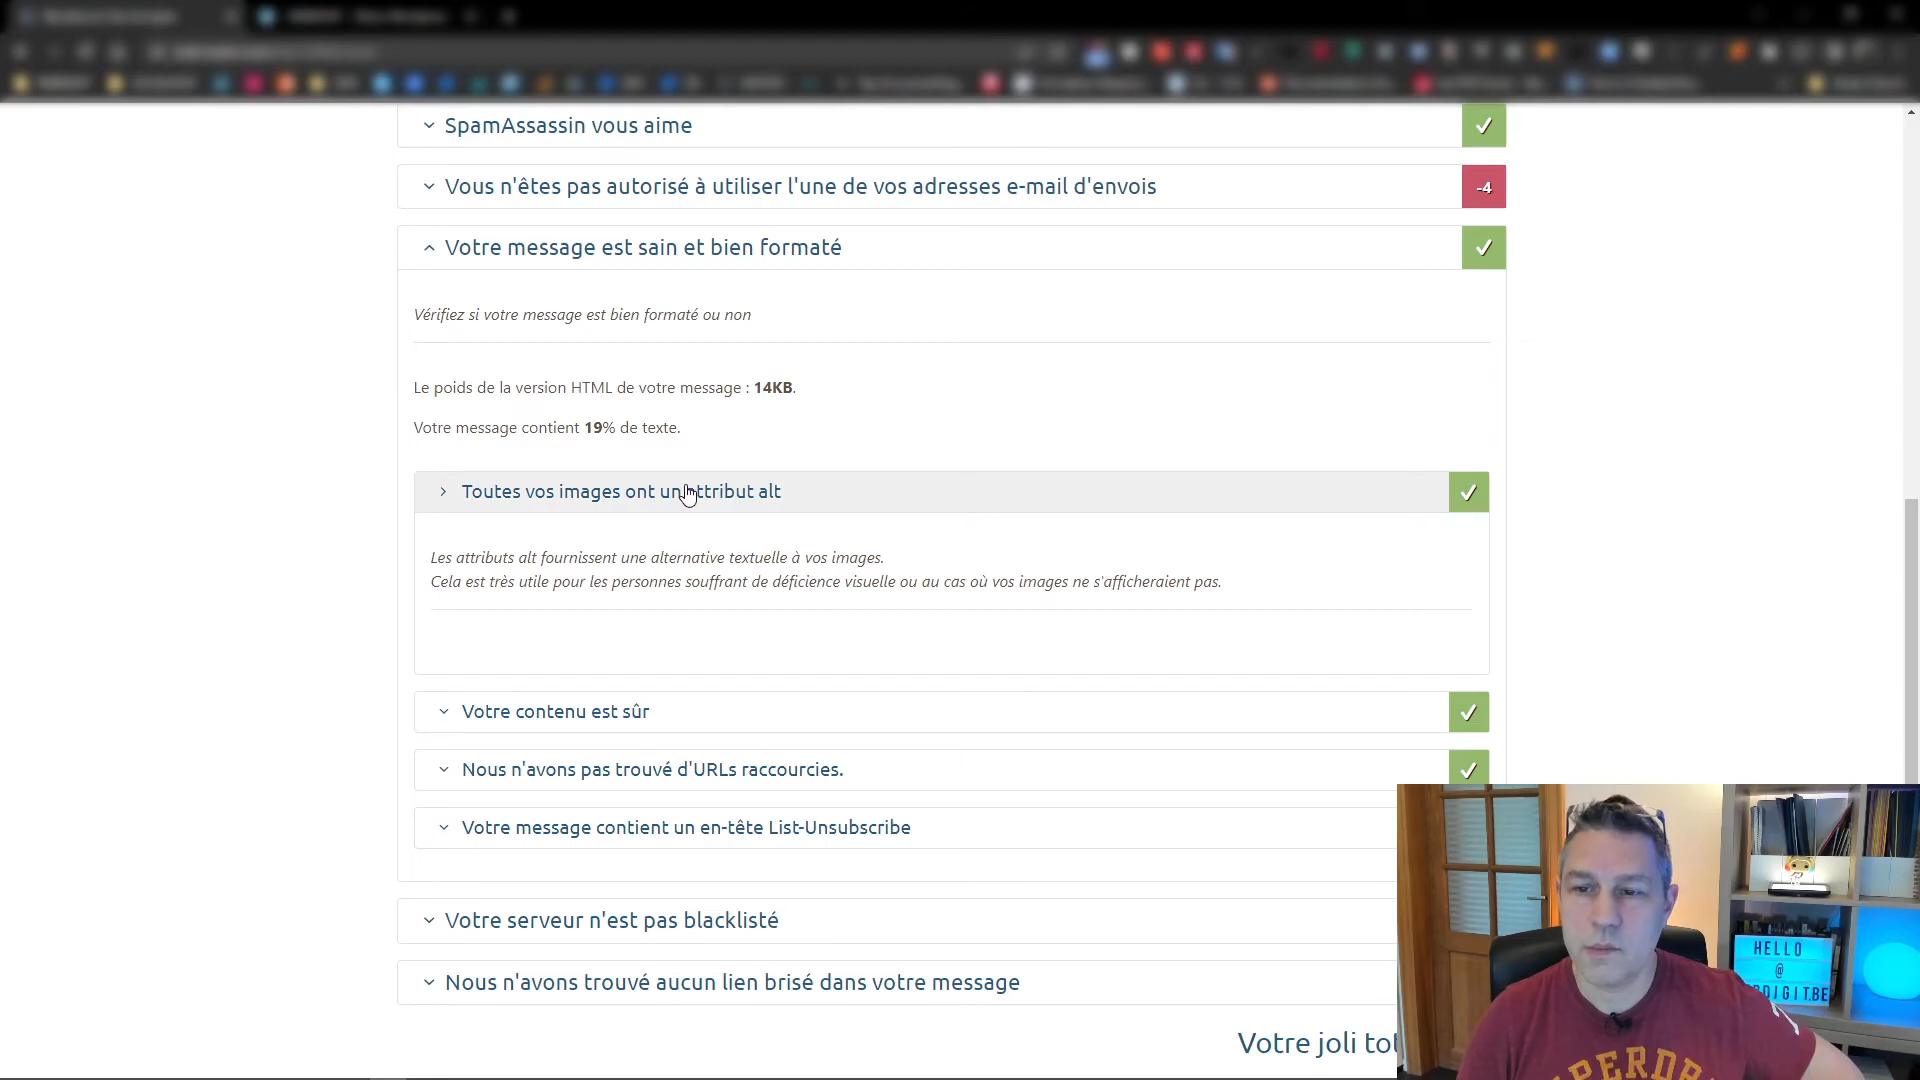 SpamAssassin vous aime
Vous n'êtes pas autorisé à utiliser l'une de vos adresses e-mail d'envois
-4
Votre message est sain et bien formaté
Vérifiez si votre message est bien formaté ou non
Le poids de la version HTML de votre message : 14KB.
Votre message contient 19% de texte.
Toutes vos images ont un attribut alt
Les attributs alt fournissent une alternative textuelle à vos images.
Cela est très utile pour les personnes souffrant de déficience visuelle ou au cas où vos images ne s'afficheraient pas.
Votre contenu est sûr
Nous n'avons pas trouvé d'URLs raccourcies.
Votre message contient un en-tête List-Unsubscribe
Votre serveur n'est pas blacklisté
Nous n'avons trouvé aucun lien brisé dans votre message
Votre joli
HELLO
@
DIGIT.BE